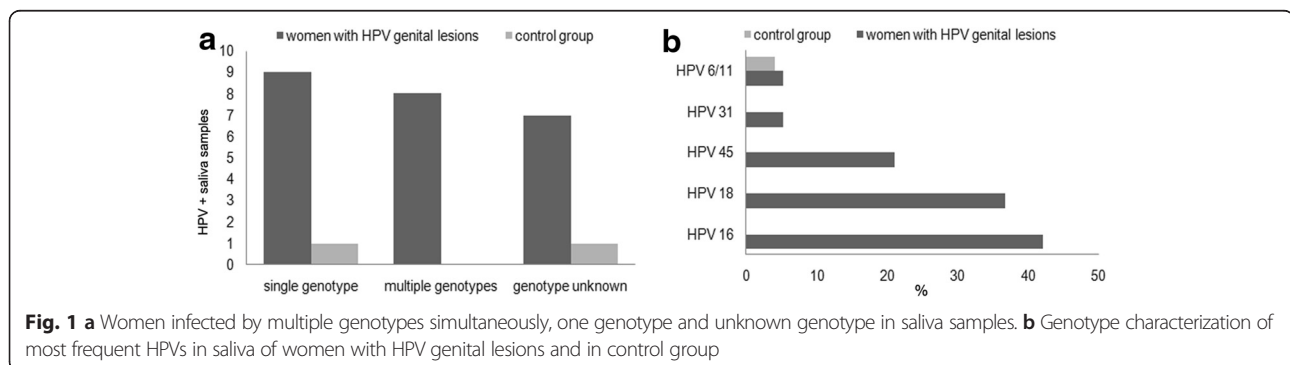 a
women with HPV genital lesions control group
HPV + saliva samples
10
9
8
7
6
5
4
3
2
1
0
single genotype multiple genotypes genotype unknown
b
control group women with HPV genital lesions
HPV 6/11
HPV 31
HPV 45
HPV 18
HPV 16
0 10 20 30 40 50
%
Fig. 1 a Women infected by multiple genotypes simultaneously, one genotype and unknown genotype in saliva samples. b Genotype characterization of
most frequent HPVs in saliva of women with HPV genital lesions and in control group